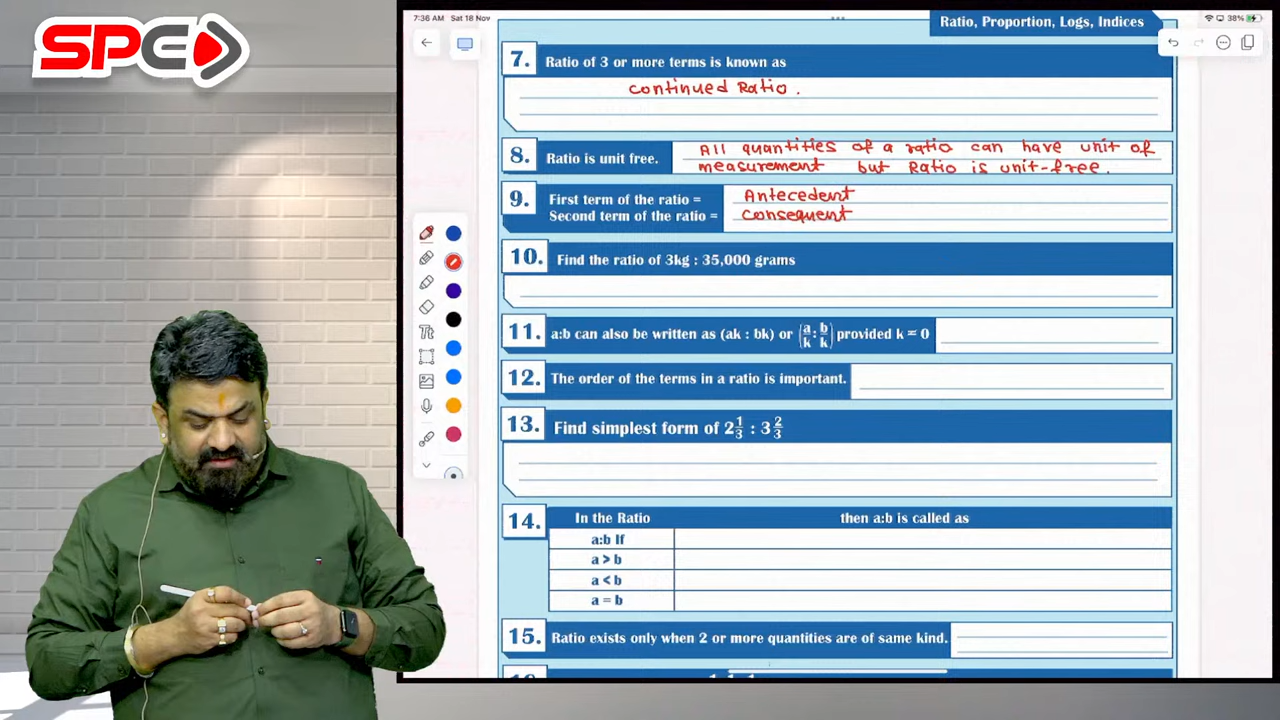 SPC
7:36 AM Sat 18 Nov
38%
Ratio, Proportion, Logs, Indices
7. Ratio of 3 or more terms is known as
continued Ratio.
8. Ratio is unit free.
All quantities of a ratio can have unit of
measurement but Ratio is unit-free.
9. First term of the ratio = Antecedent
Second term of the ratio = Consequent
10. Find the ratio of 3kg : 35,000 grams
11. a:b can also be written as (ak : bk) or (a/k : b/k) provided k = 0
12. The order of the terms in a ratio is important.
13. Find simplest form of 2 1/3 : 3 2/3
14. In the Ratio then a:b is called as
a:b If
a > b
a < b
a = b
15. Ratio exists only when 2 or more quantities are of same kind.